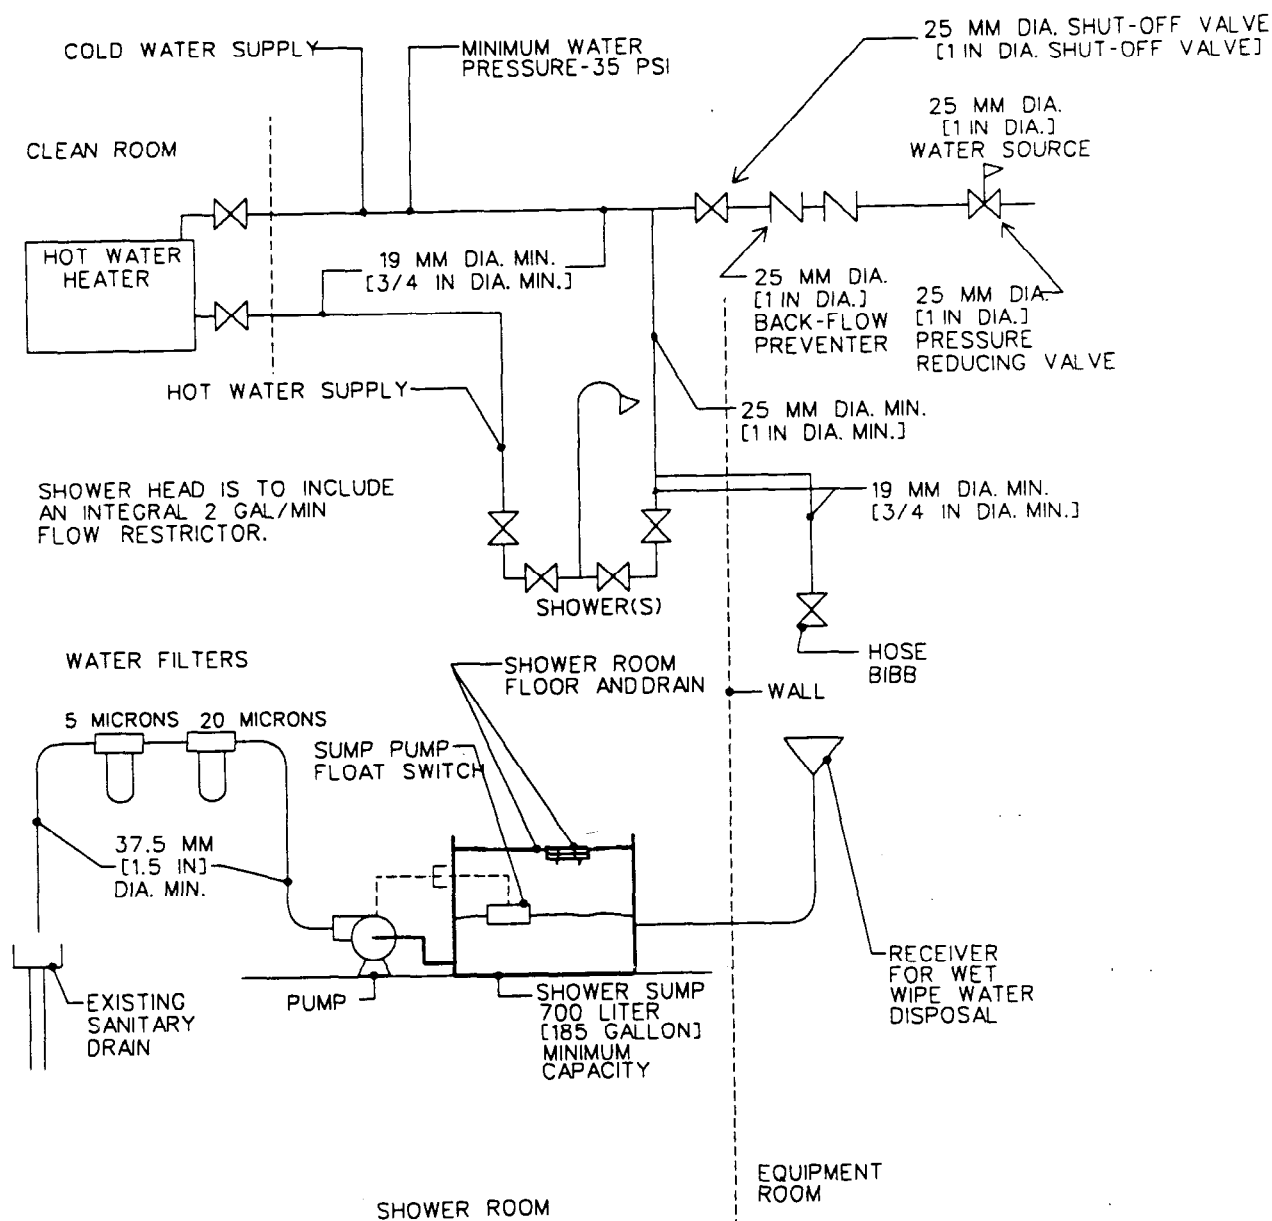 COLD WATER SUPPLY
MINIMUM WATER
PRESSURE-35 PSI
25 MM DIA. SHUT-OFF VALVE
[1 IN DIA. SHUT-OFF VALVE]
25 MM DIA.
[1 IN DIA.]
WATER SOURCE
CLEAN ROOM
HOT WATER
HEATER
19 MM DIA. MIN.
[3/4 IN DIA. MIN.]
25 MM DIA.
[1 IN DIA.]
BACK-FLOW
PREVENTER
25 MM DIA.
[1 IN DIA.]
PRESSURE
REDUCING VALVE
HOT WATER SUPPLY
25 MM DIA. MIN.
[1 IN DIA. MIN.]
SHOWER HEAD IS TO INCLUDE
AN INTEGRAL 2 GAL/MIN
FLOW RESTRICTOR.
19 MM DIA. MIN.
[3/4 IN DIA. MIN.]
SHOWER(S)
HOSE
BIBB
WATER FILTERS
SHOWER ROOM
FLOOR AND DRAIN
WALL
5 MICRONS
20 MICRONS
SUMP PUMP
FLOAT SWITCH
37.5 MM
[1.5 IN]
DIA. MIN.
RECEIVER
FOR WET
WIPE WATER
DISPOSAL
EXISTING
SANITARY
DRAIN
PUMP
SHOWER SUMP
700 LITER
[185 GALLON]
MINIMUM
CAPACITY
EQUIPMENT
ROOM
SHOWER ROOM